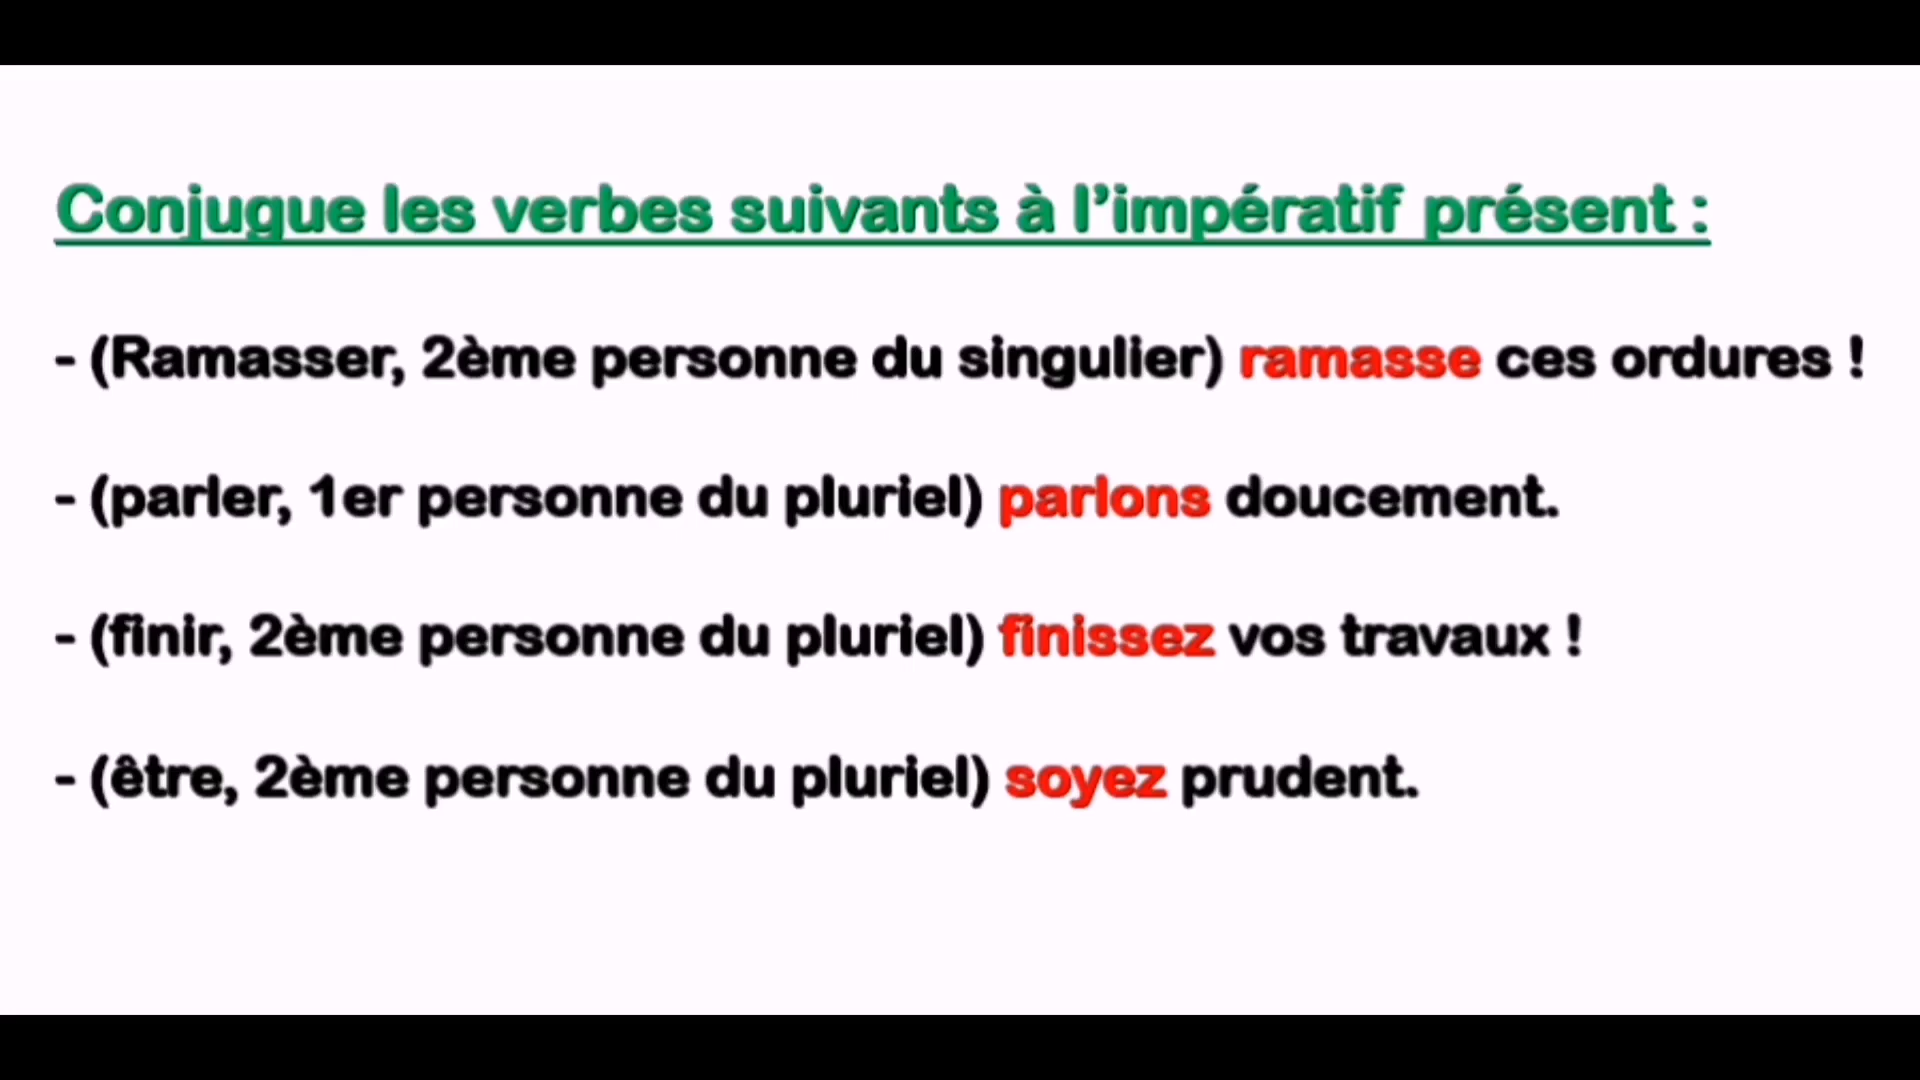 Conjugue les verbes suivants à l’impératif présent :
- (Ramasser, 2ème personne du singulier) ramasse ces ordures !
- (parler, 1er personne du pluriel) parlons doucement.
- (finir, 2ème personne du pluriel) finissez vos travaux !
- (être, 2ème personne du pluriel) soyez prudent.